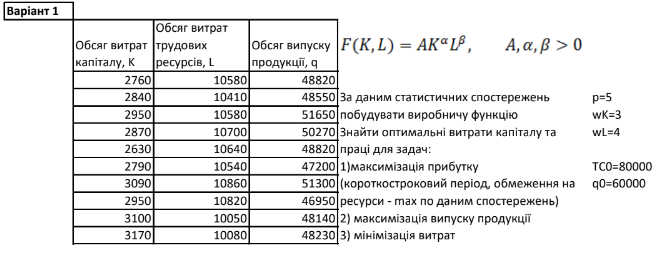 Варіант 1
Обсяг витрат капіталу, K | Обсяг витрат трудових ресурсів, L | Обсяг випуску продукції, q
F(K, L) = AK^α L^β, A, α, β > 0
2760 10580 48820
2840 10410 48550 За даним статистичних спостережень p=5
2950 10580 51650 побудувати виробничу функцію wK=3
2870 10700 50270 Знайти оптимальні витрати капіталу та wL=4
2630 10640 48820 праці для задач:
2790 10540 47200 1)максимізація прибутку TC0=80000
3090 10860 51300 (короткостроковий період, обмеження на q0=60000
2950 10820 46950 ресурси - max по даним спостережень)
3100 10050 48140 2) максимізація випуску продукції
3170 10080 48230 3) мінімізація витрат